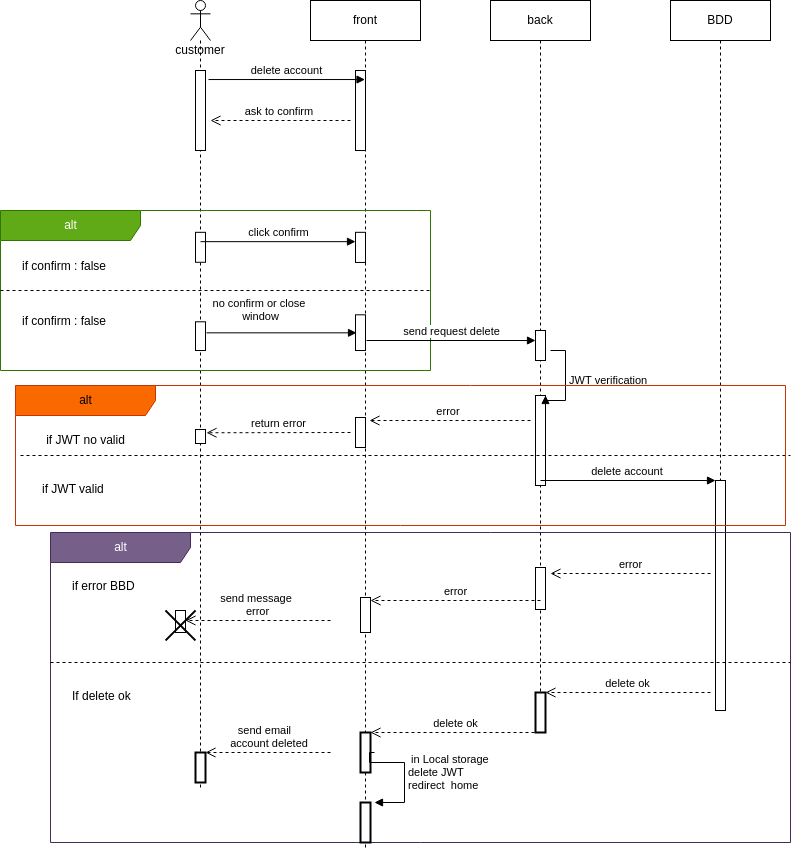 front
back
BDD
customer
delete account
ask to confirm
alt
click confirm
if confirm : false
no confirm or close
window
if confirm : false
send request delete
JWT verification
alt
error
return error
if JWT no valid
delete account
if JWT valid
alt
error
if error BBD
error
send message
error
delete ok
If delete ok
delete ok
send email
account deleted
in Local storage
delete JWT
redirect home